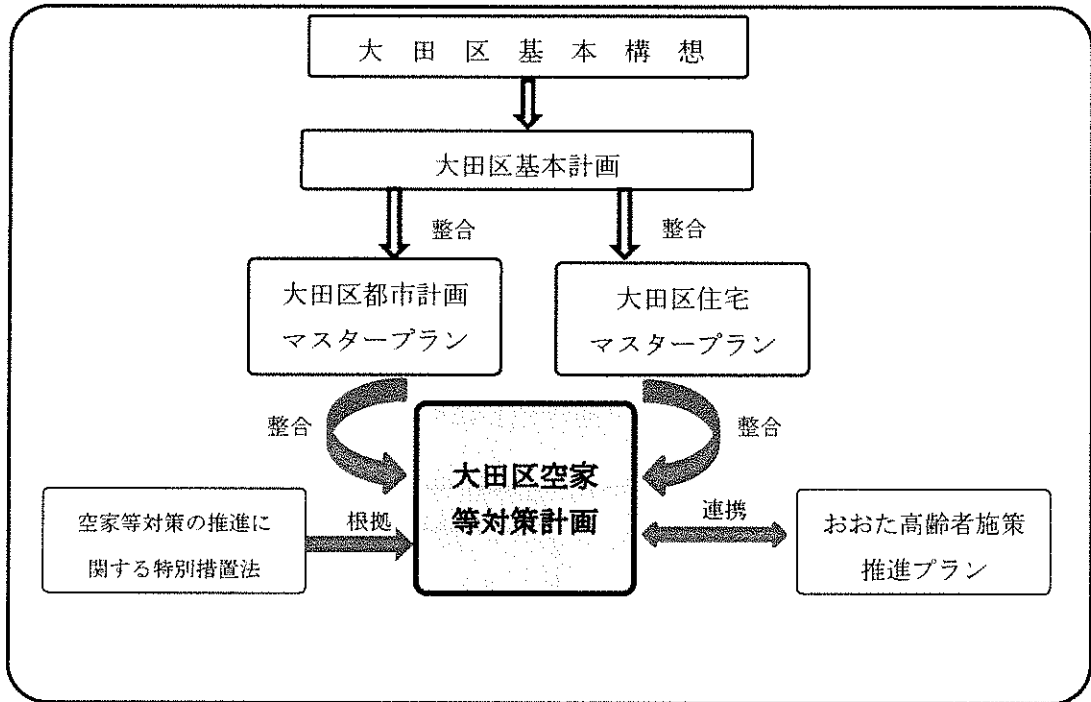 大田区基本構想
大田区基本計画
整合
整合
大田区都市計画
マスタープラン
大田区住宅
マスタープラン
整合
整合
大田区空家
等対策計画
空家等対策の推進に
関する特別措置法
根拠
連携
おおた高齢者施策
推進プラン